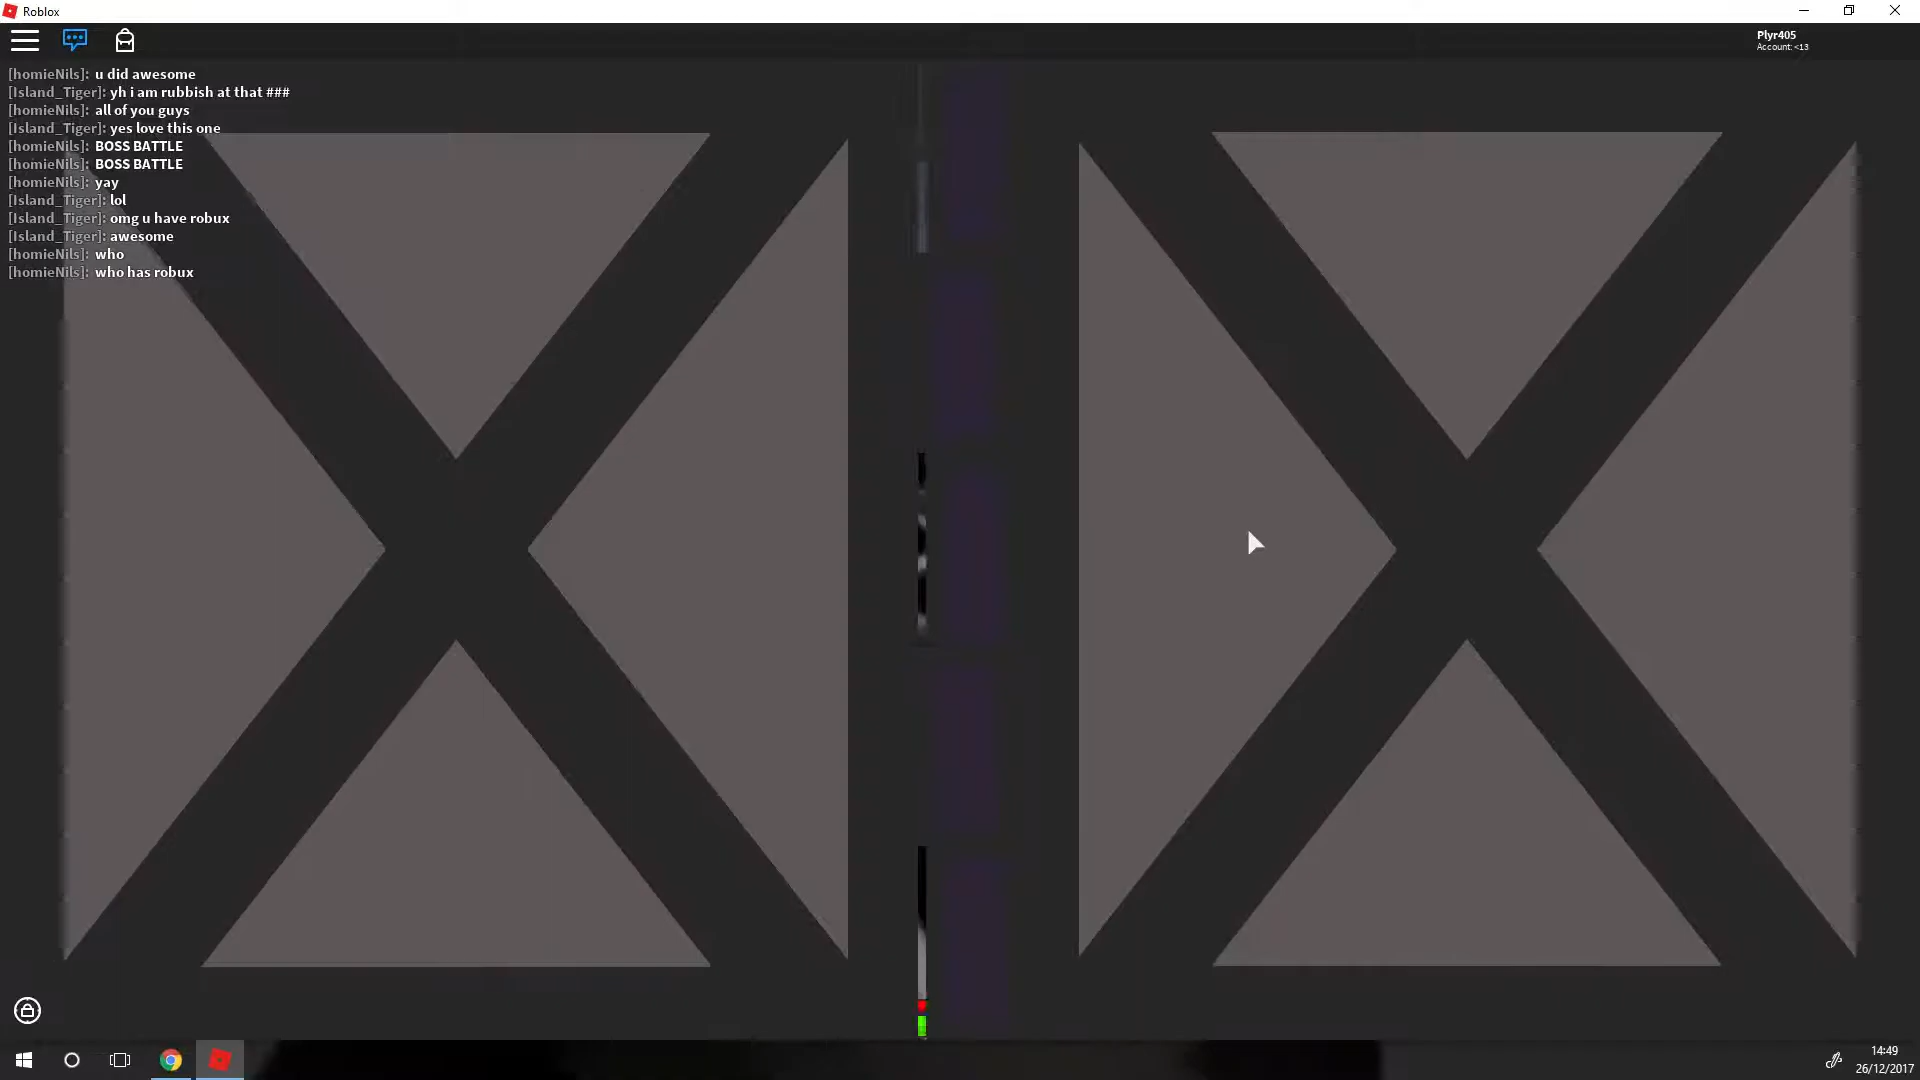 Roblox
Plyr405
Account: <13
[homieNils]: u did awesome
[Island_Tiger]: yh i am rubbish at that ###
[homieNils]: all of you guys
[Island_Tiger]: yes love this one
[homieNils]: BOSS BATTLE
[homieNils]: BOSS BATTLE
[homieNils]: yay
[Island_Tiger]: lol
[Island_Tiger]: omg u have robux
[Island_Tiger]: awesome
[homieNils]: who
[homieNils]: who has robux
14:49
26/12/2017